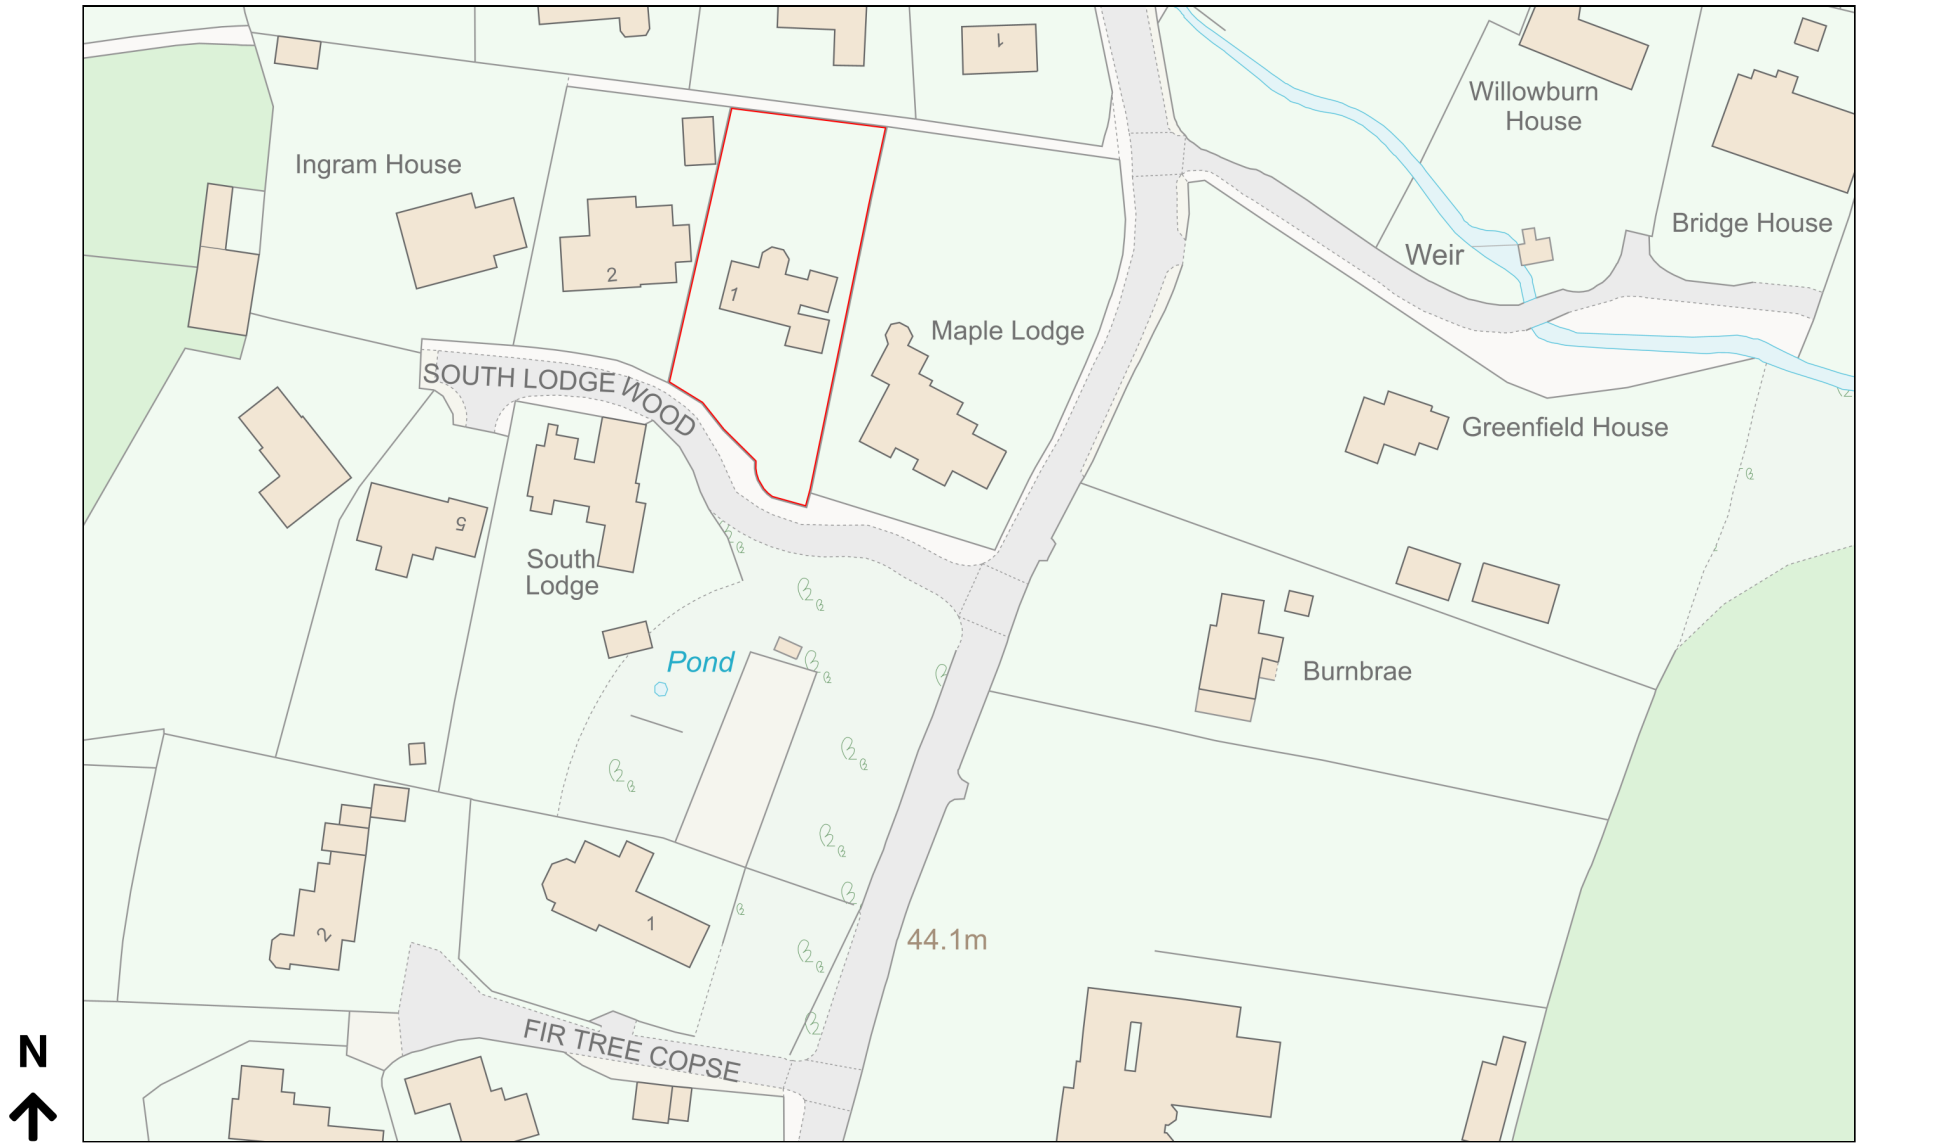 1
Willowburn
House
Ingram House
Bridge House
Weir
2
1
Maple Lodge
SOUTH LODGE WOOD
Greenfield House
5
South
Lodge
Pond
Burnbrae
2
1
44.1m
FIR TREE COPSE
N